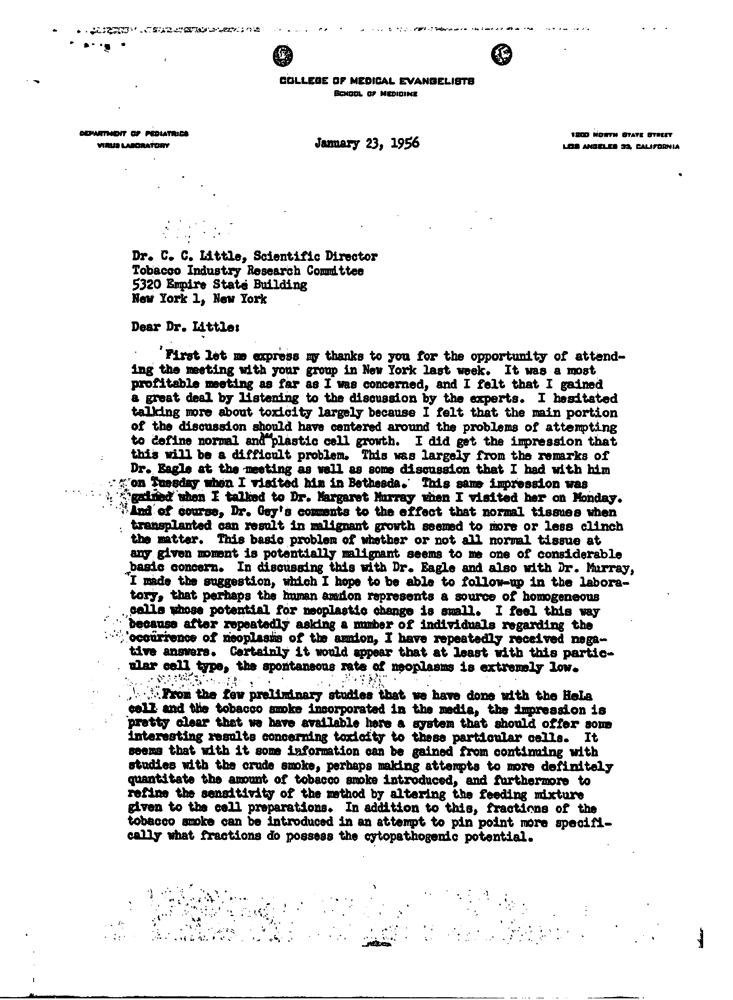 COLLEGE OF MEDICAL EVANGELISTS
SCHOOL OF MEDICINE
DEPARTMENT OF PEDIATRICS
VIRUS LABORATORY
January 23, 1956
1200 NORTH STATE STREET
LOS ANGELES 33, CALIFORNIA
Dr. C. C. Little, Scientific Director
Tobacco Industry Research Committee
5320 Empire State Building
New York 1, New York
Dear Dr. Little:
First let me express my thanks to you for the opportunity of attend-
ing the meeting with your group in New York last week. It was a most
profitable meeting as far as I was concerned, and I felt that I gained
a great deal by listening to the discussion by the experts. I hesitated
talking more about toxicity largely because I felt that the main portion
of the discussion should have centered around the problems of attempting
to define normal and plastic cell growth. I did get the impression that
this will be a difficult problem. This was largely from the remarks of
Dr. Eagle at the meeting as well as some discussion that I had with him
on Tuesday when I visited him in Bethesda. This same impression was
gained when I talked to Dr. Margaret Murray when I visited her on Monday.
And of course, Dr. Gey's comments to the effect that normal tissues when
transplanted can result in malignant growth seemed to more or less clinch
the matter. This basic problem of whether or not all normal tissue at
any given moment is potentially malignant seems to me one of considerable
basic concern. In discussing this with Dr. Eagle and also with Dr. Murray,
I made the suggestion, which I hope to be able to follow-up in the labora-
tory, that perhaps the human amnion represents a source of homogeneous
cells whose potential for neoplastic change is small. I feel this way
because after repeatedly asking a number of individuals regarding the
occurrence of neoplasms of the amnion, I have repeatedly received nega-
tive answers. Certainly it would appear that at least with this partic-
ular cell type, the spontaneous rate of neoplasms is extremely low.
From the few preliminary studies that we have done with the HeLa
cell and the tobacco smoke incorporated in the media, the impression is
pretty clear that we have available here a system that should offer some
interesting results concerning toxicity to these particular cells. It
seems that with it some information can be gained from continuing with
studies with the crude smoke, perhaps making attempts to more definitely
quantitate the amount of tobacco smoke introduced, and furthermore to
refine the sensitivity of the method by altering the feeding mixture
given to the cell preparations. In addition to this, fractions of the
tobacco smoke can be introduced in an attempt to pin point more specifi-
cally what fractions do possess the cytopathogenic potential.